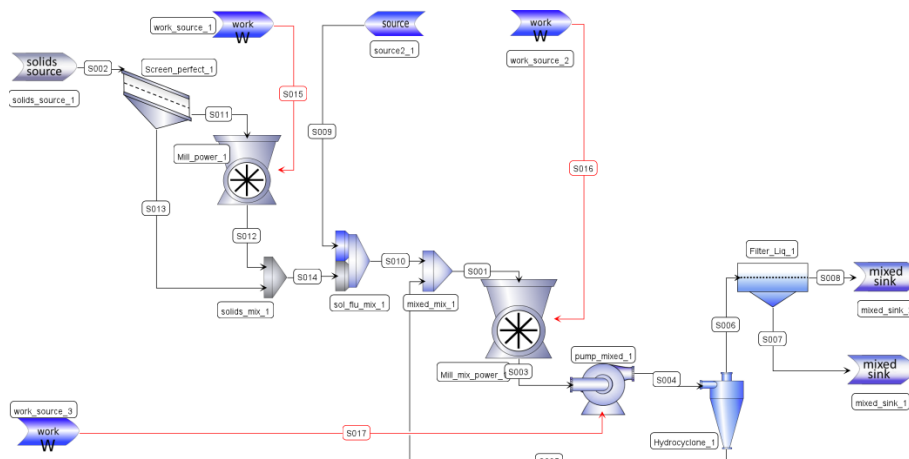 work
W
work_source_1
source
source2_1
work
W
work_source_2
solids
source
solids_source_1
S002
Screen_perfect_1
S011
S015
S009
S016
Mill_power_1
S013
S012
S014
solids_mix_1
sol_flu_mix_1
S010
mixed_mix_1
S001
Mill_mix_power_1
S003
pump_mixed_1
S004
Hydrocyclone_1
S006
Filter_Liq_1
S008
mixed
sink
mixed_sink_
S007
mixed
sink
mixed_sink_1
work_source_3
work
W
S017